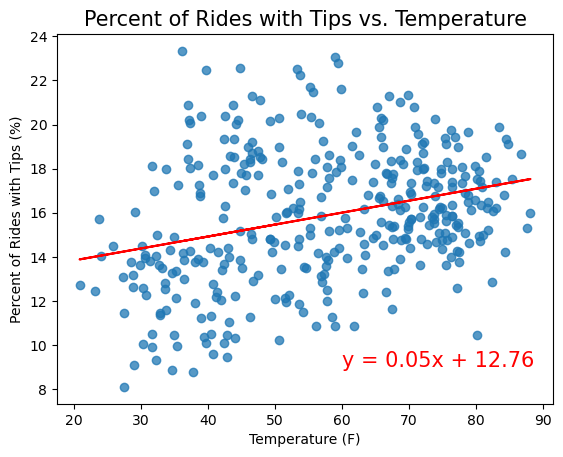 Percent of Rides with Tips vs. Temperature
Percent of Rides with Tips (%)
24
22
20
18
16
14
12
10
8
y = 0.05x + 12.76
20 30 40 50 60 70 80 90
Temperature (F)